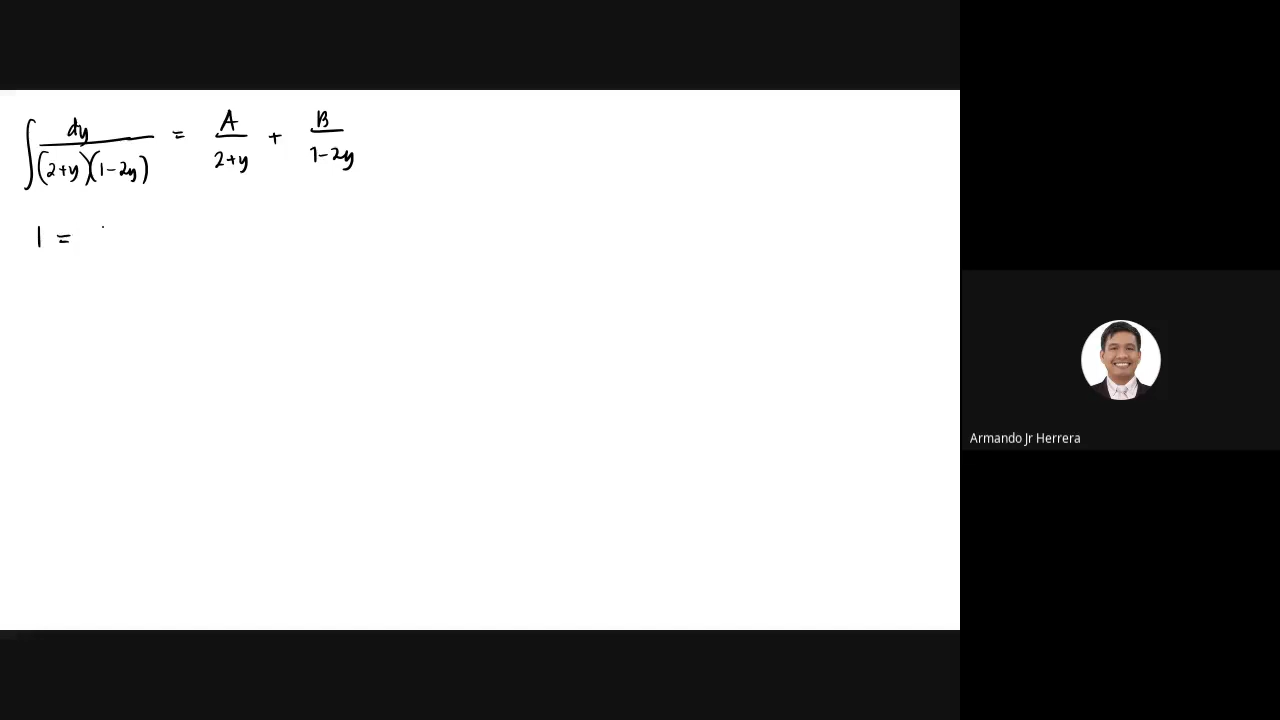 ∫ dy / (2+y)(1-2y) = A / 2+y + B / 1-2y
1 =
Armando Jr Herrera